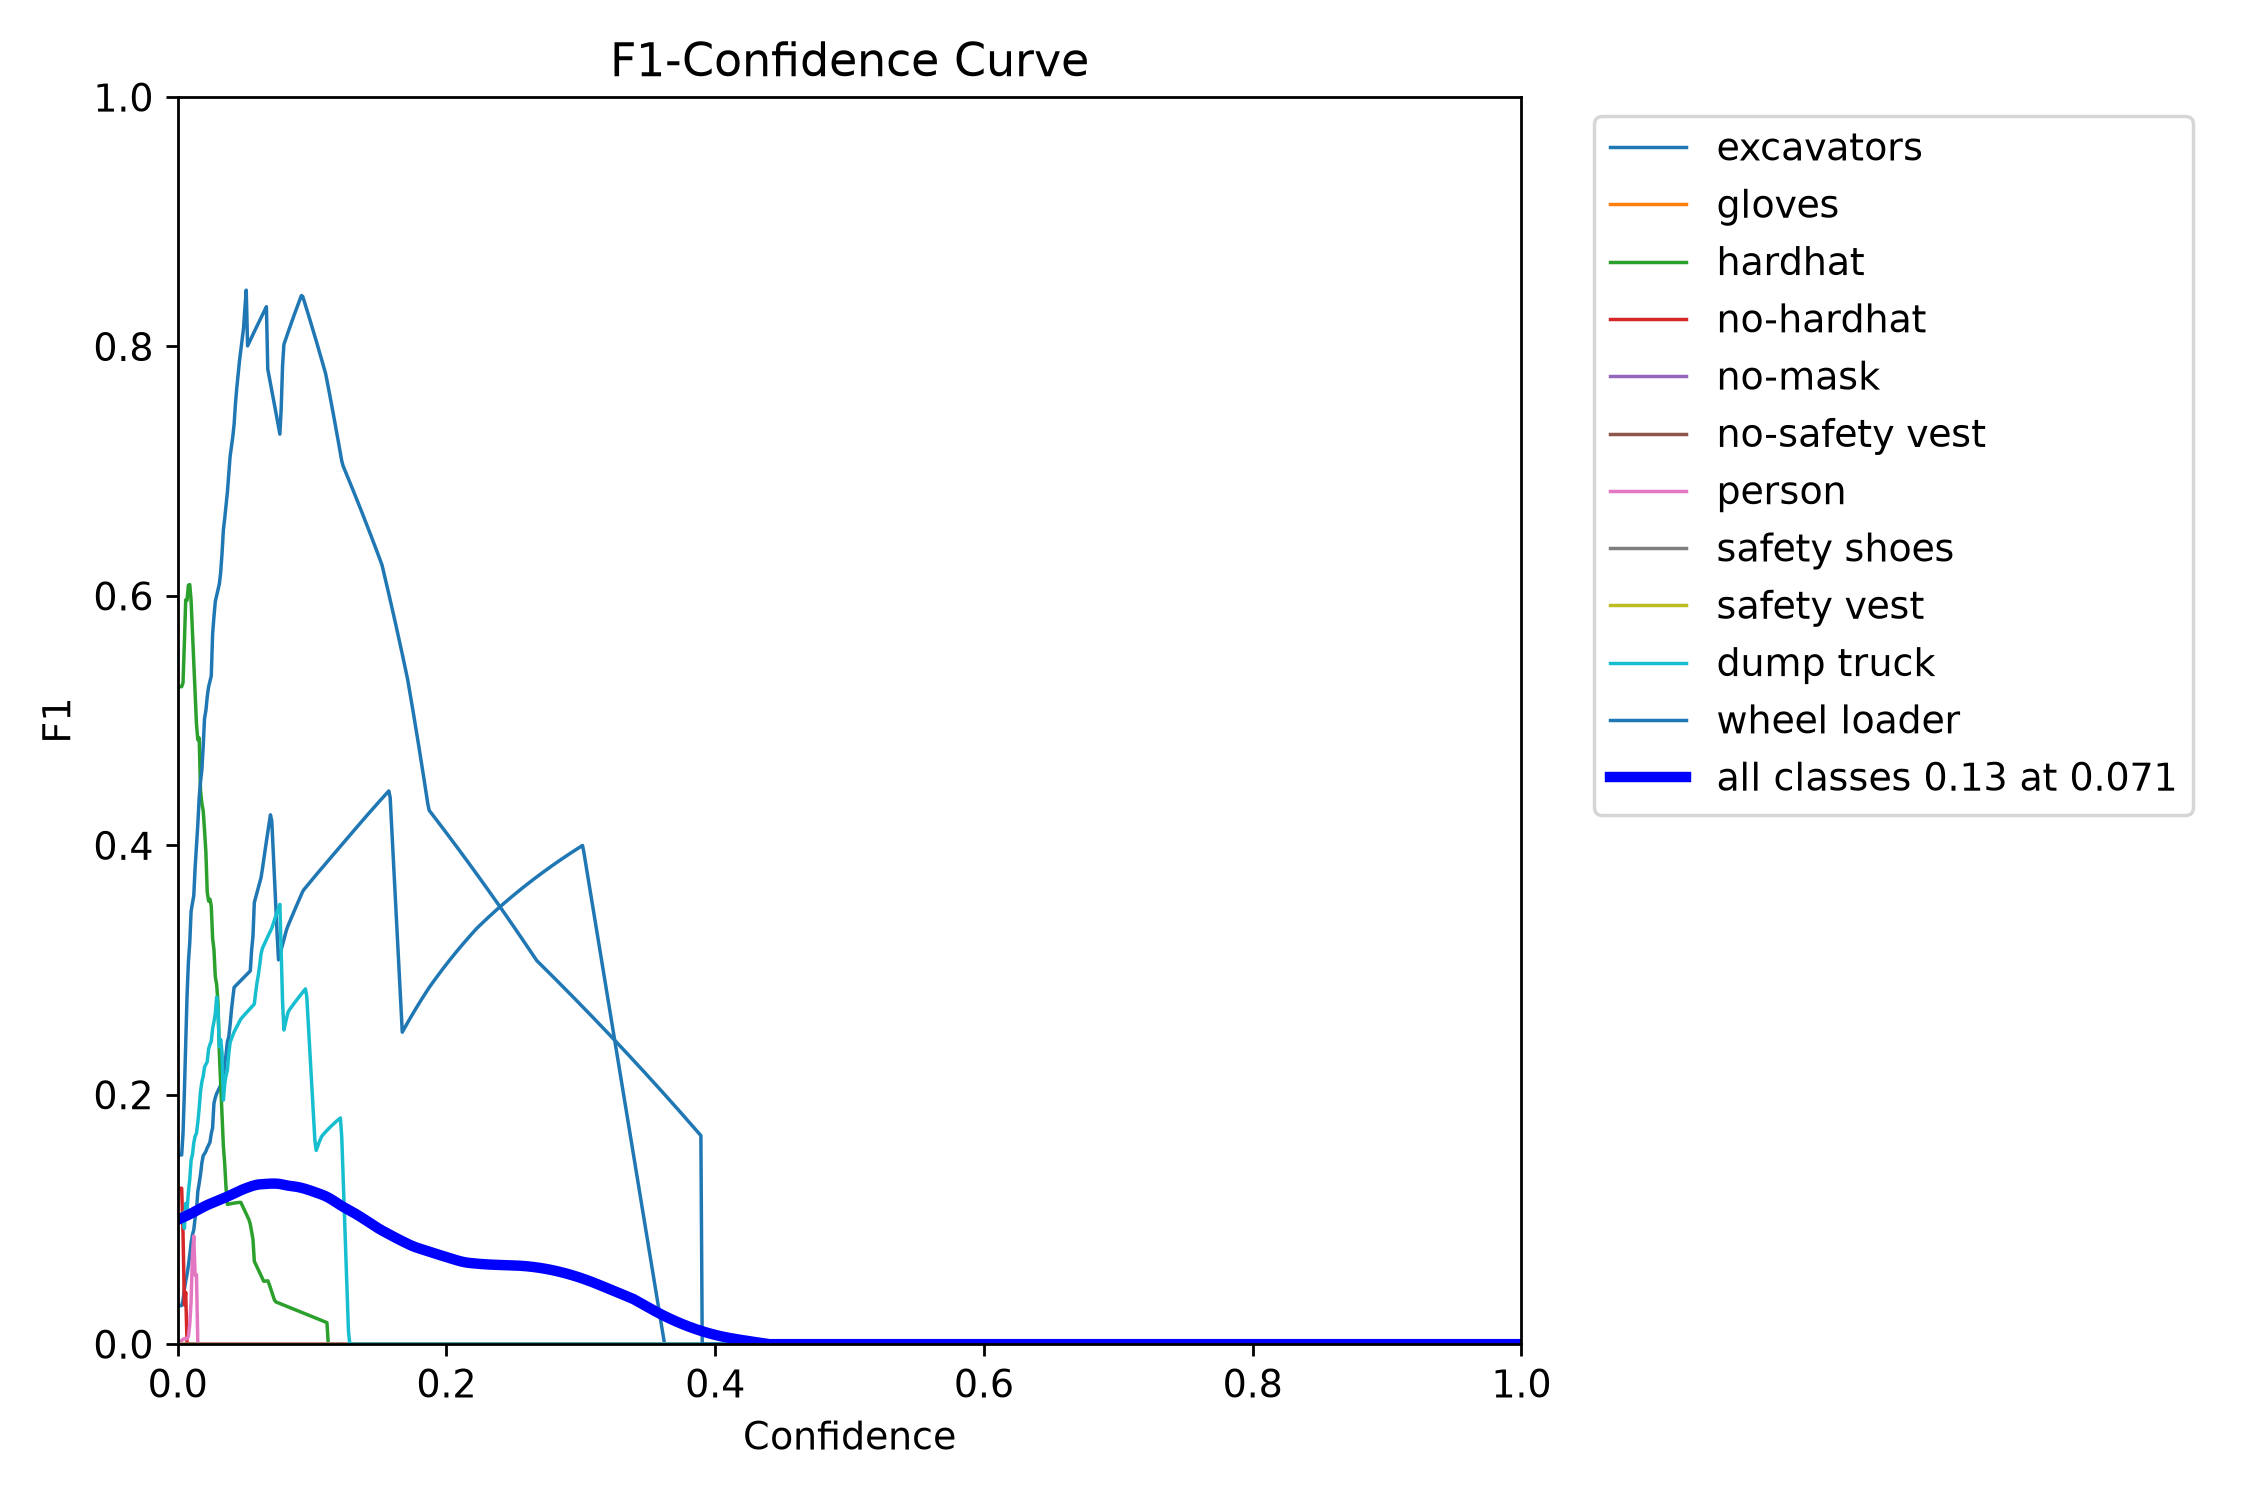 F1-Confidence Curve
1.0
0.8
0.6
0.4
0.2
0.0
F1
0.0 0.2 0.4 0.6 0.8 1.0
Confidence
excavators
gloves
hardhat
no-hardhat
no-mask
no-safety vest
person
safety shoes
safety vest
dump truck
wheel loader
all classes 0.13 at 0.071